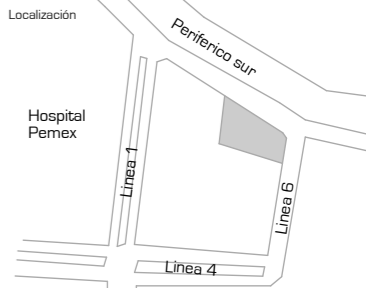 Localización
Periferico sur
Hospital
Pemex
Linea 1
Linea 6
Linea 4